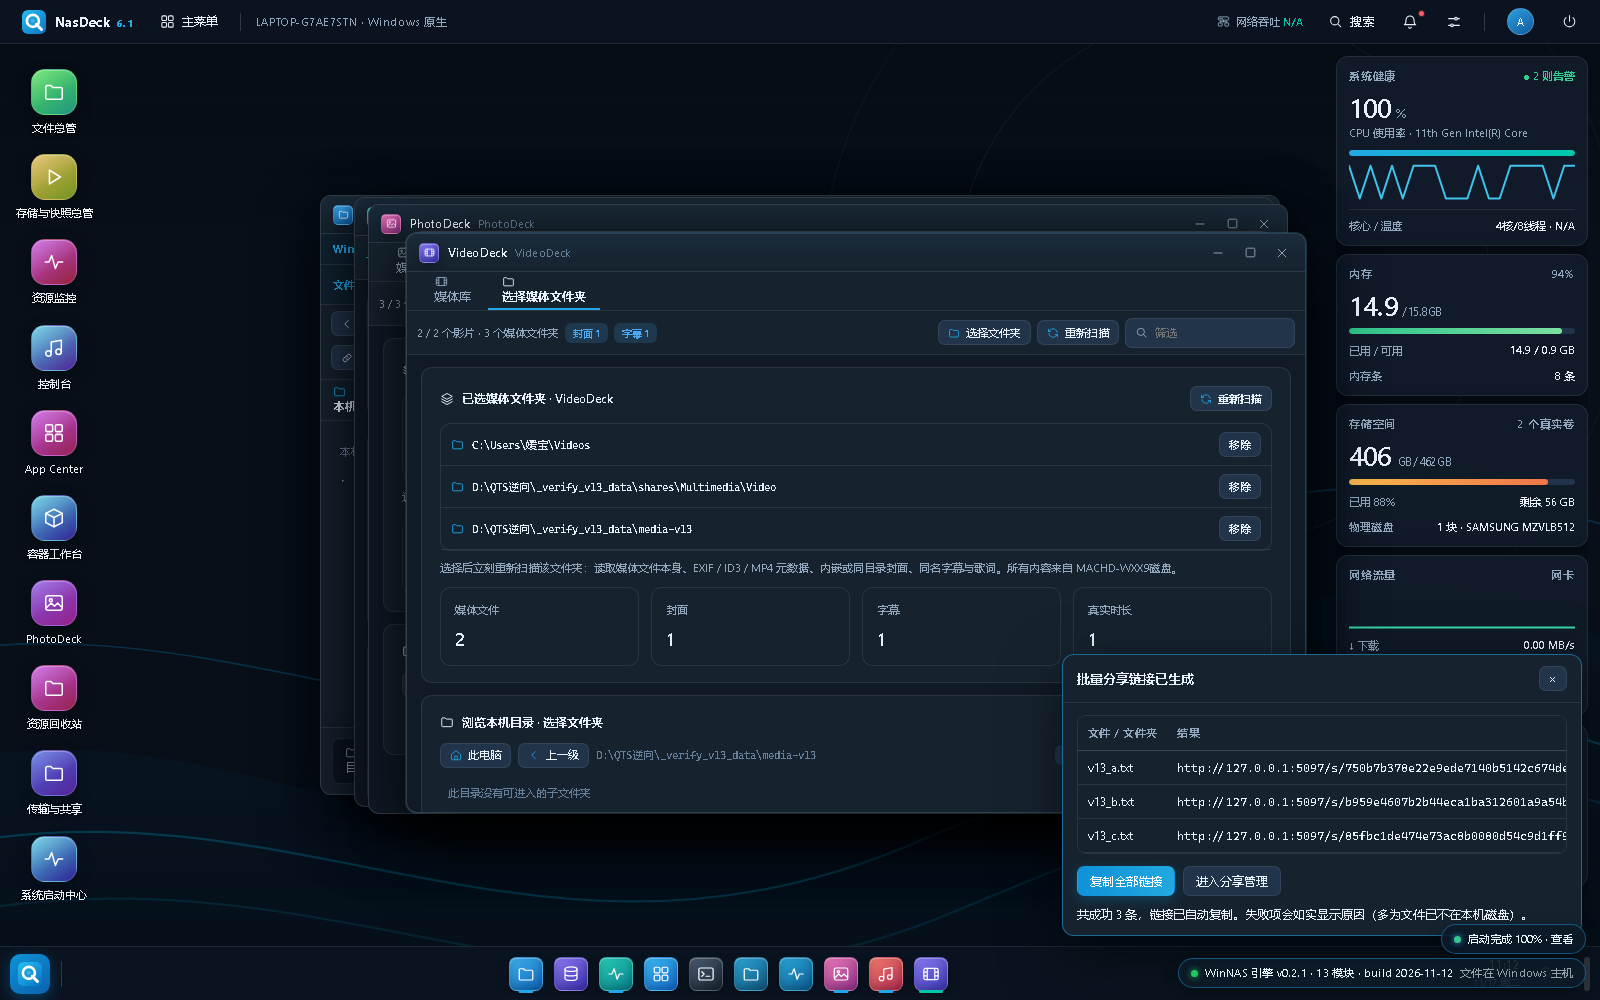 NasDeck 6.1
主菜单
LAPTOP-G7AE7STN · Windows 原生
网络吞吐 N/A
搜索
A
文件总管
存储与快照总管
资源监控
控制台
App Center
容器工作台
PhotoDeck
资源回收站
传输与共享
系统启动中心
Win
文件
本机
PhotoDeck PhotoDeck
3 / 3
VideoDeck VideoDeck
媒体库
选择媒体文件夹
2 / 2 个影片 · 3 个媒体文件夹 封面 1 字幕 1
选择文件夹
重新扫描
筛选
已选媒体文件夹 · VideoDeck
重新扫描
C:\Users\媛宝\Videos
移除
D:\QTS逆向\_verify_v13_data\shares\Multimedia\Video
移除
D:\QTS逆向\_verify_v13_data\media-v13
移除
选择后立刻重新扫描该文件夹：读取媒体文件本身、EXIF / ID3 / MP4 元数据、内嵌或同目录封面、同名字幕与歌词。所有内容来自 MACHD-WXX9磁盘。
媒体文件
2
封面
1
字幕
1
真实时长
1
浏览本机目录 · 选择文件夹
此电脑
上一级
D:\QTS逆向\_verify_v13_data\media-v13
此目录没有可进入的子文件夹
系统健康
2 则告警
100 %
CPU 使用率 · 11th Gen Intel(R) Core
核心 / 温度
4核/8线程 · N/A
内存
94%
14.9 / 15.8GB
已用 / 可用
14.9 / 0.9 GB
内存条
8 条
存储空间
2 个真实卷
406 GB / 462GB
已用 88%
剩余 56 GB
物理磁盘
1 块 · SAMSUNG MZVLB512
网络流量
网卡
↓ 下载
0.00 MB/s
批量分享链接已生成
×
文件 / 文件夹
结果
v13_a.txt
http://127.0.0.1:5097/s/750b7b378e22e9ede7140b5142c674de
v13_b.txt
http://127.0.0.1:5097/s/b959e4607b2b44eca1ba312601a9a54b
v13_c.txt
http://127.0.0.1:5097/s/85fbc1de474e73ac8b0080d54c9d1ff9
复制全部链接
进入分享管理
共成功 3 条，链接已自动复制。失败项会如实显示原因（多为文件已不在本机磁盘）。
启动完成 100% · 查看
WinNAS 引擎 v0.2.1 · 13 模块 · build 2026-11-12 文件在 Windows 主机